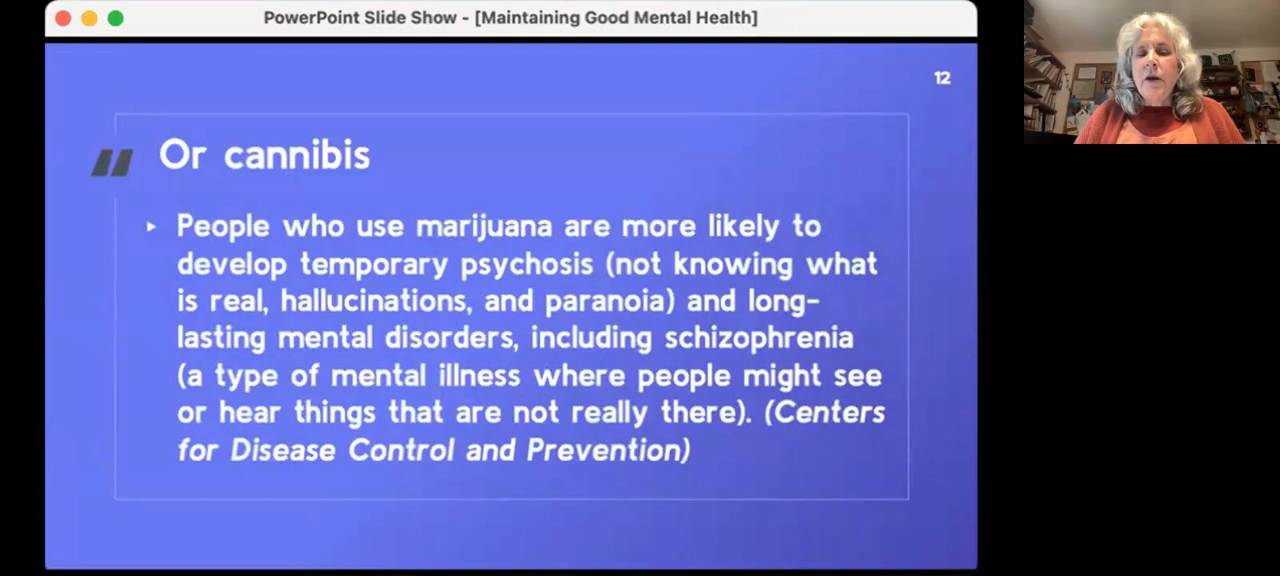 PowerPoint Slide Show - [Maintaining Good Mental Health]
12
Or cannibis
People who use marijuana are more likely to
develop temporary psychosis (not knowing what
is real, hallucinations, and paranoia) and long-
lasting mental disorders, including schizophrenia
(a type of mental illness where people might see
or hear things that are not really there). (Centers
for Disease Control and Prevention)